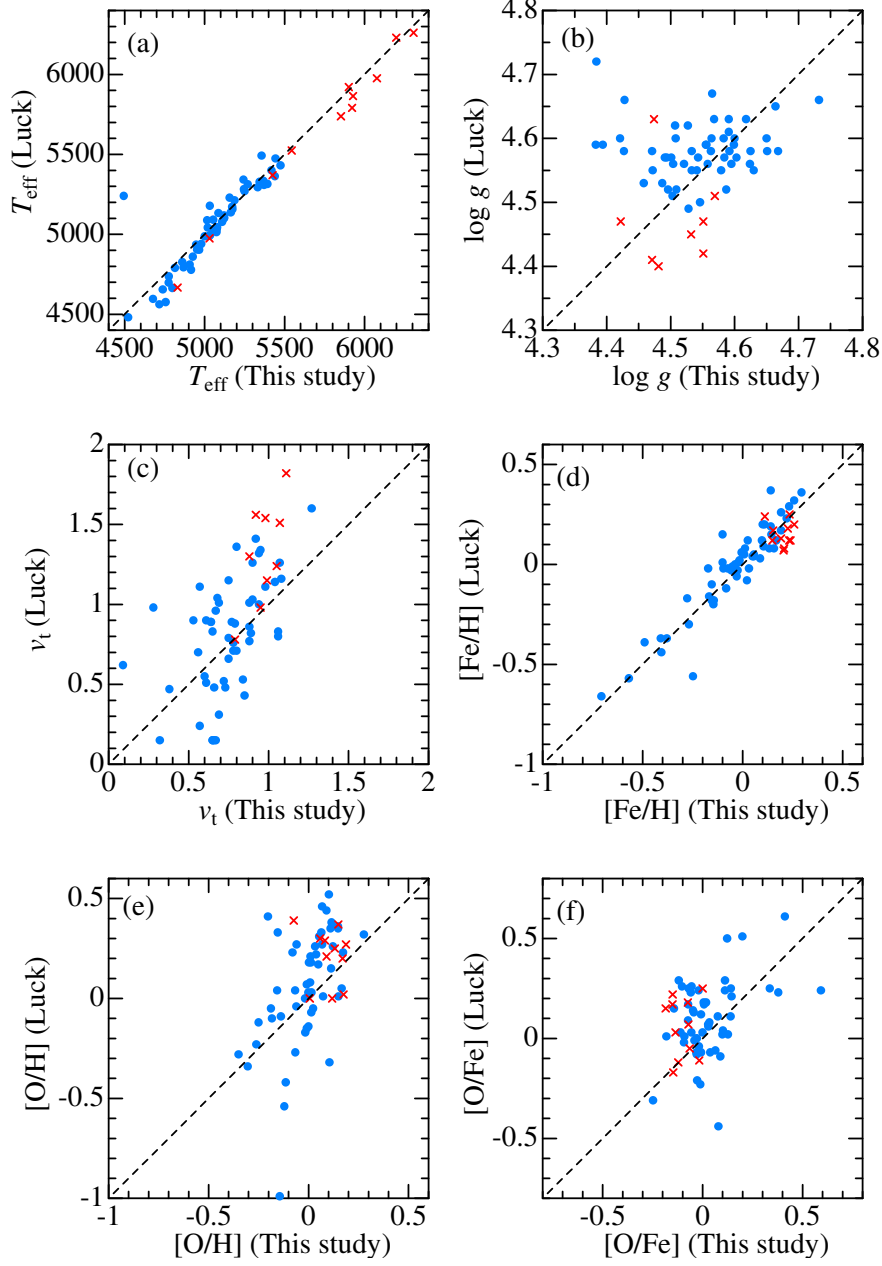 (a)
6000
5500
5000
4500
T_eff (Luck)
4500 5000 5500 6000
T_eff (This study)
(b)
4.8
4.7
4.6
4.5
4.4
4.3
log g (Luck)
4.3 4.4 4.5 4.6 4.7 4.8
log g (This study)
(c)
2
1.5
1
0.5
0
v_t (Luck)
0 0.5 1 1.5 2
v_t (This study)
(d)
0.5
0
-0.5
-1
[Fe/H] (Luck)
-1 -0.5 0 0.5
[Fe/H] (This study)
(e)
0.5
0
-0.5
-1
[O/H] (Luck)
-1 -0.5 0 0.5
[O/H] (This study)
(f)
0.5
0
-0.5
[O/Fe] (Luck)
-0.5 0 0.5
[O/Fe] (This study)